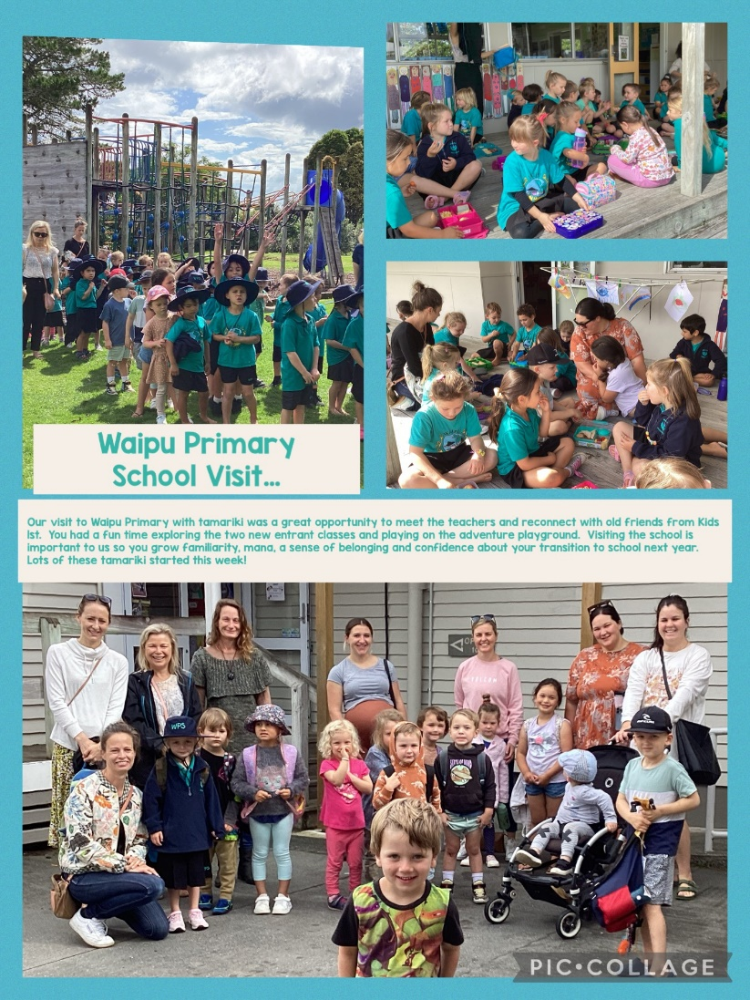 Waipu Primary
School Visit...
Our visit to Waipu Primary with tamariki was a great opportunity to meet the teachers and reconnect with old friends from Kids
1st. You had a fun time exploring the two new entrant classes and playing on the adventure playground. Visiting the school is
important to us so you grow familiarity, mana, a sense of belonging and confidence about your transition to school next year.
Lots of these tamariki started this week!
WPS
RIP CURL
PIC•COLLAGE